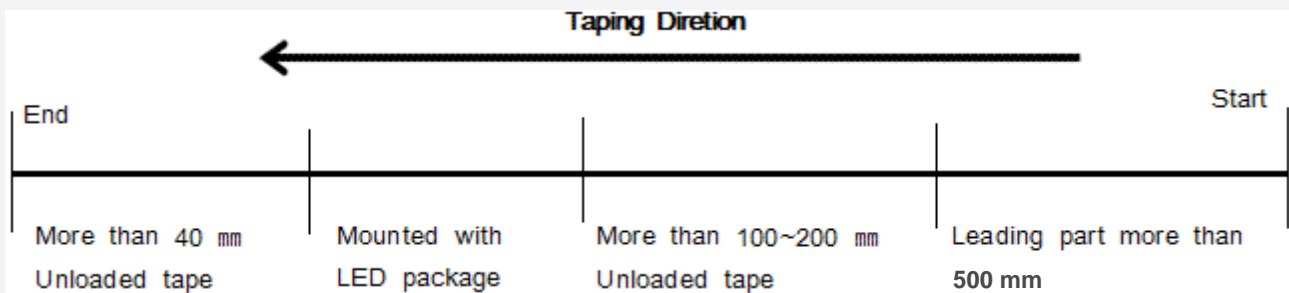 Taping Diretion
End
Start
More than 40 mm
Unloaded tape
Mounted with
LED package
More than 100~200 mm
Unloaded tape
Leading part more than
500 mm